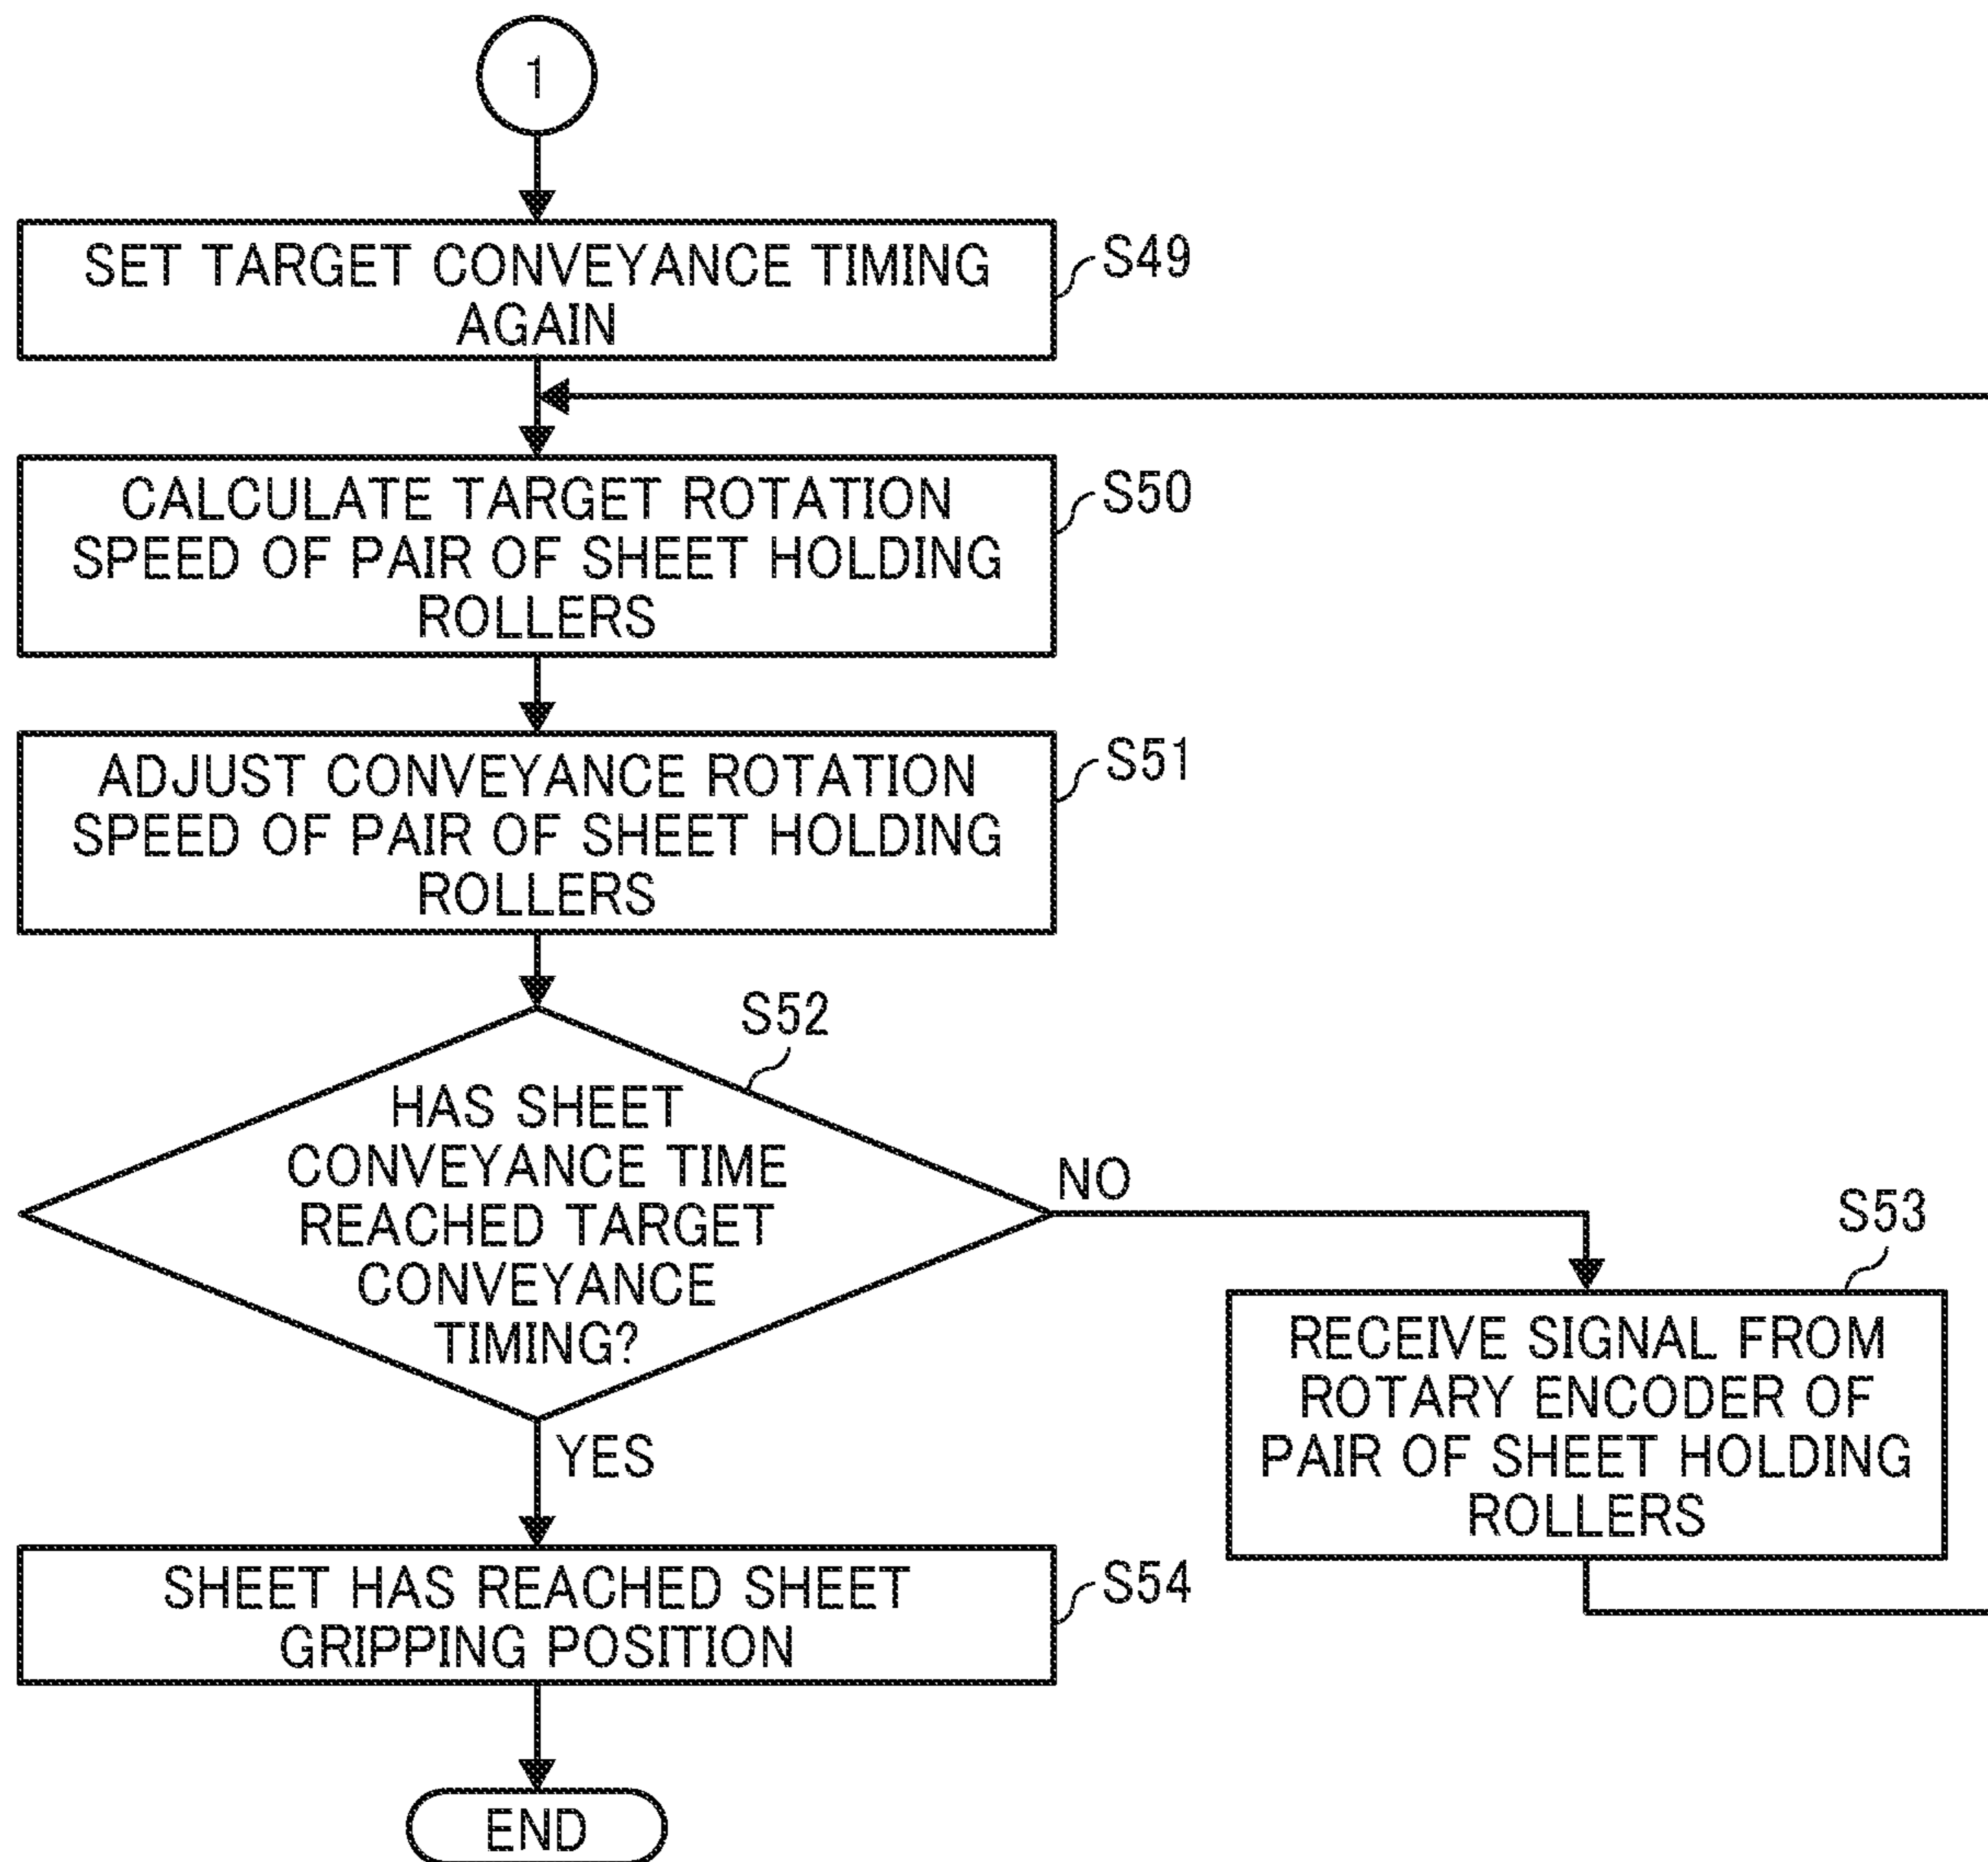 1
SET TARGET CONVEYANCE TIMING
AGAIN
S49
CALCULATE TARGET ROTATION
SPEED OF PAIR OF SHEET HOLDING
ROLLERS
S50
ADJUST CONVEYANCE ROTATION
SPEED OF PAIR OF SHEET HOLDING
ROLLERS
S51
S52
HAS SHEET
CONVEYANCE TIME
REACHED TARGET
CONVEYANCE
TIMING?
NO
YES
S53
RECEIVE SIGNAL FROM
ROTARY ENCODER OF
PAIR OF SHEET HOLDING
ROLLERS
SHEET HAS REACHED SHEET
GRIPPING POSITION
S54
END